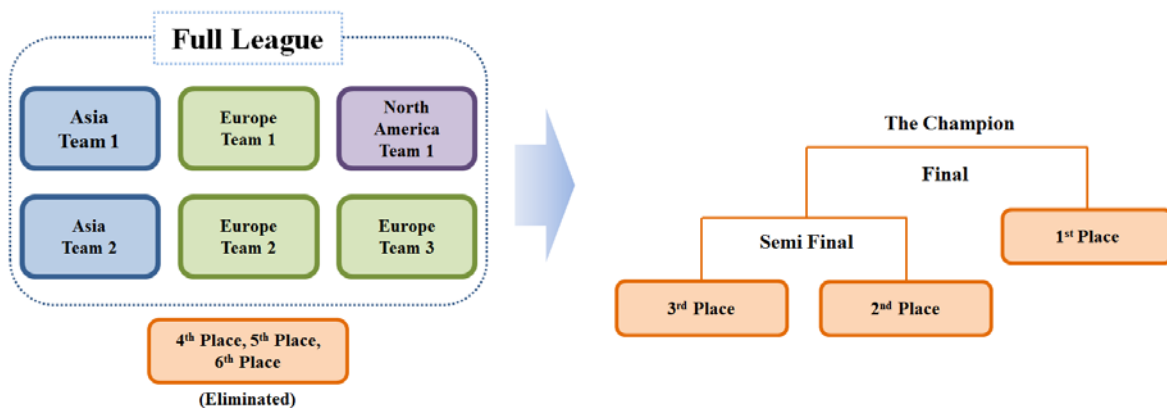 Full League
Asia
Team 1
Europe
Team 1
North
America
Team 1
Asia
Team 2
Europe
Team 2
Europe
Team 3
4th Place, 5th Place,
6th Place
(Eliminated)
The Champion
Final
Semi Final
1st Place
3rd Place
2nd Place